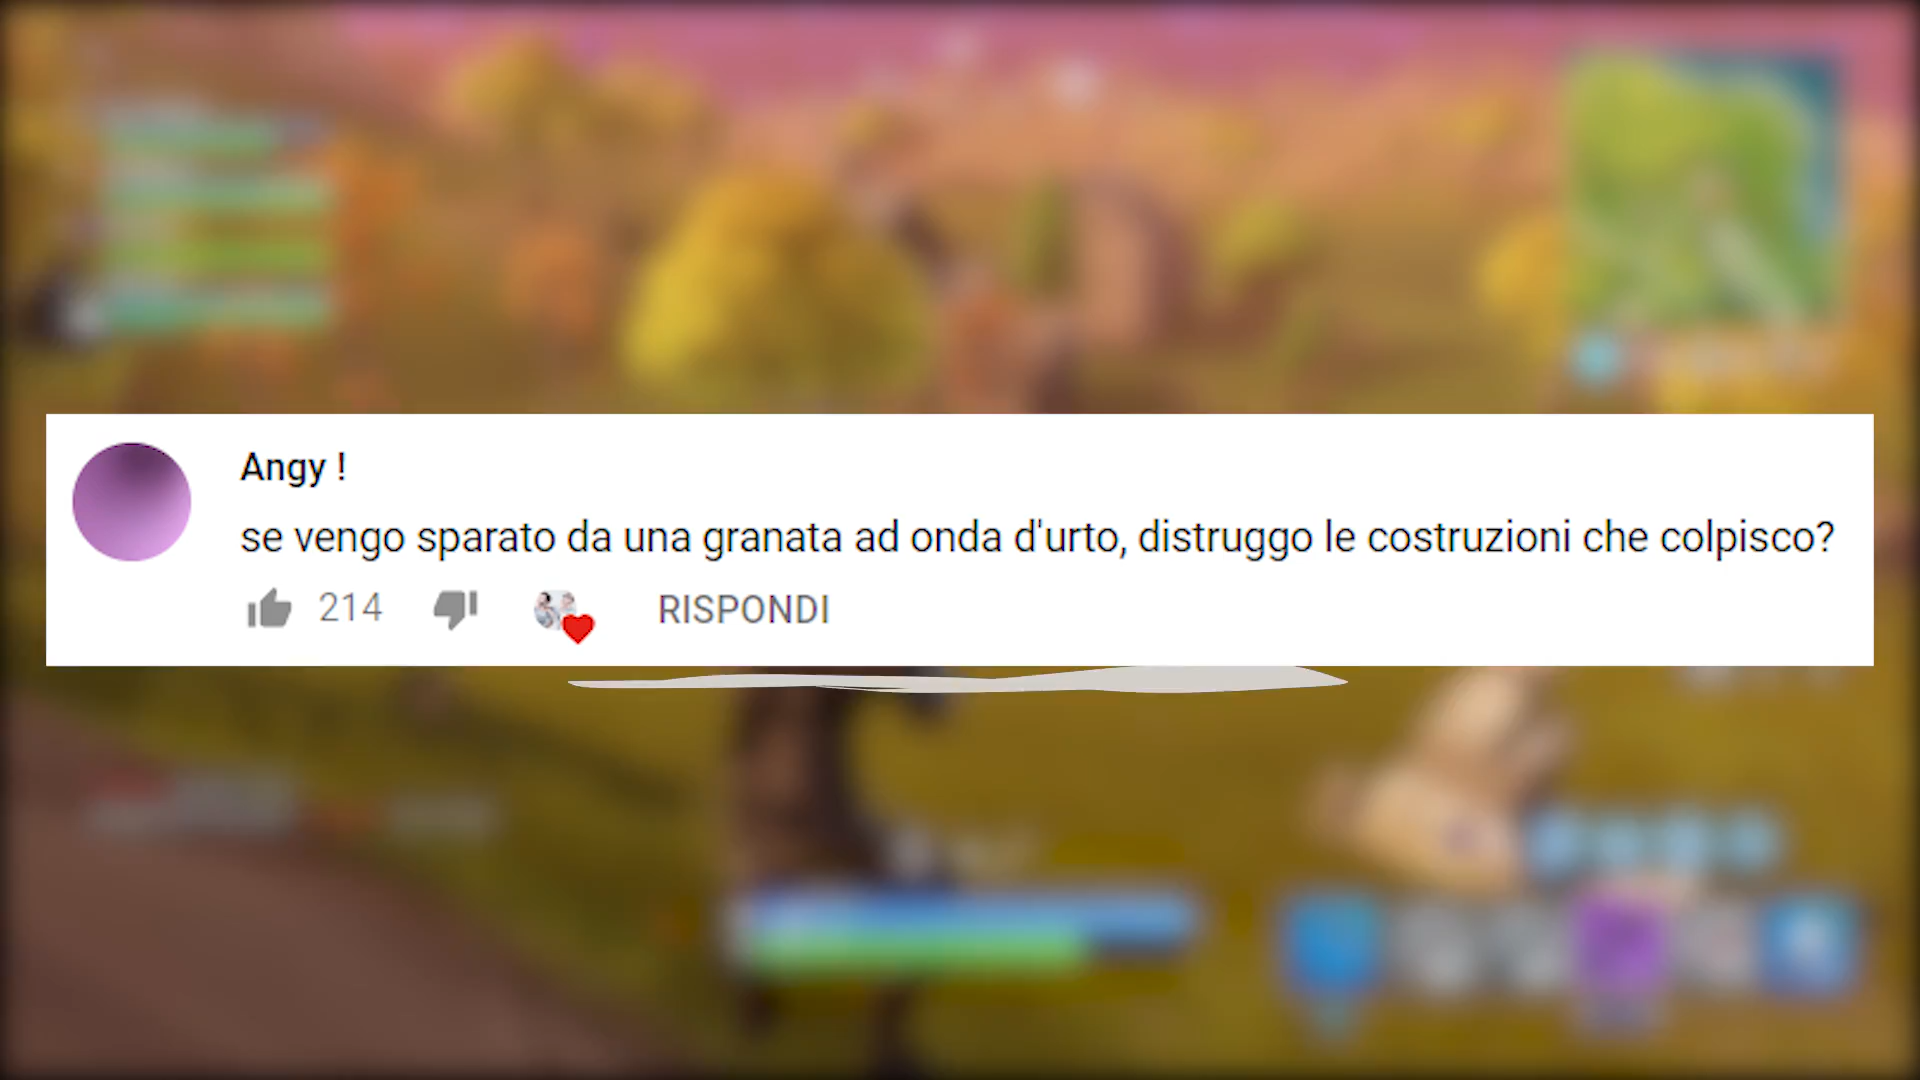 Angy !
se vengo sparato da una granata ad onda d'urto, distruggo le costruzioni che colpisco?
214
RISPONDI